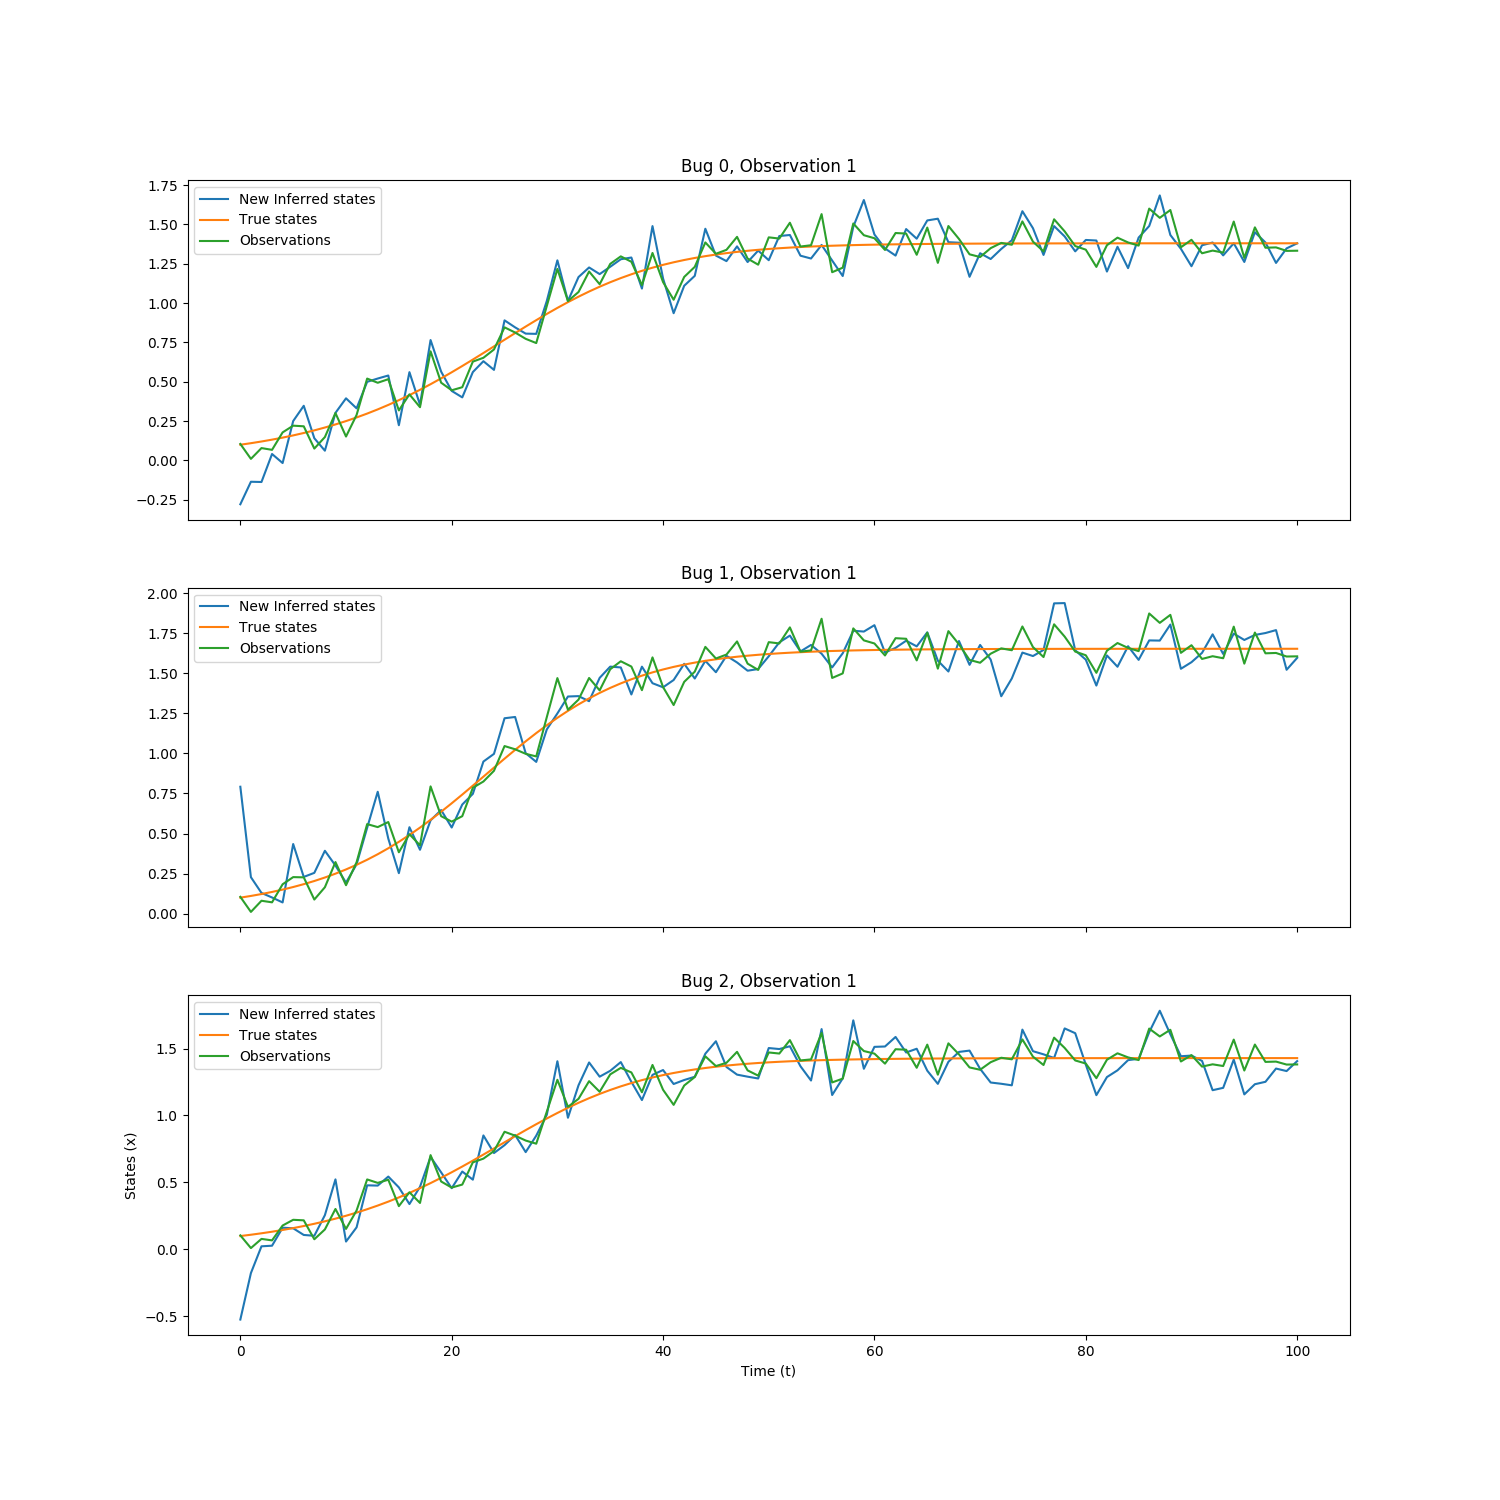 Bug 0, Observation 1
1.75
1.50
1.25
1.00
0.75
0.50
0.25
0.00
−0.25
New Inferred states
True states
Observations
Bug 1, Observation 1
2.00
1.75
1.50
1.25
1.00
0.75
0.50
0.25
0.00
New Inferred states
True states
Observations
Bug 2, Observation 1
1.5
1.0
0.5
0.0
−0.5
New Inferred states
True states
Observations
States (x)
0 20 40 60 80 100
Time (t)